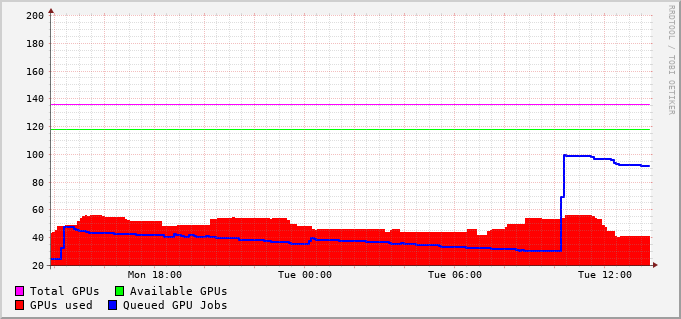 200
180
160
140
120
100
80
60
40
20
Mon 18:00 Tue 00:00 Tue 06:00 Tue 12:00
Total GPUs Available GPUs
GPUs used Queued GPU Jobs
RRDTOOL / TOBI OETIKER